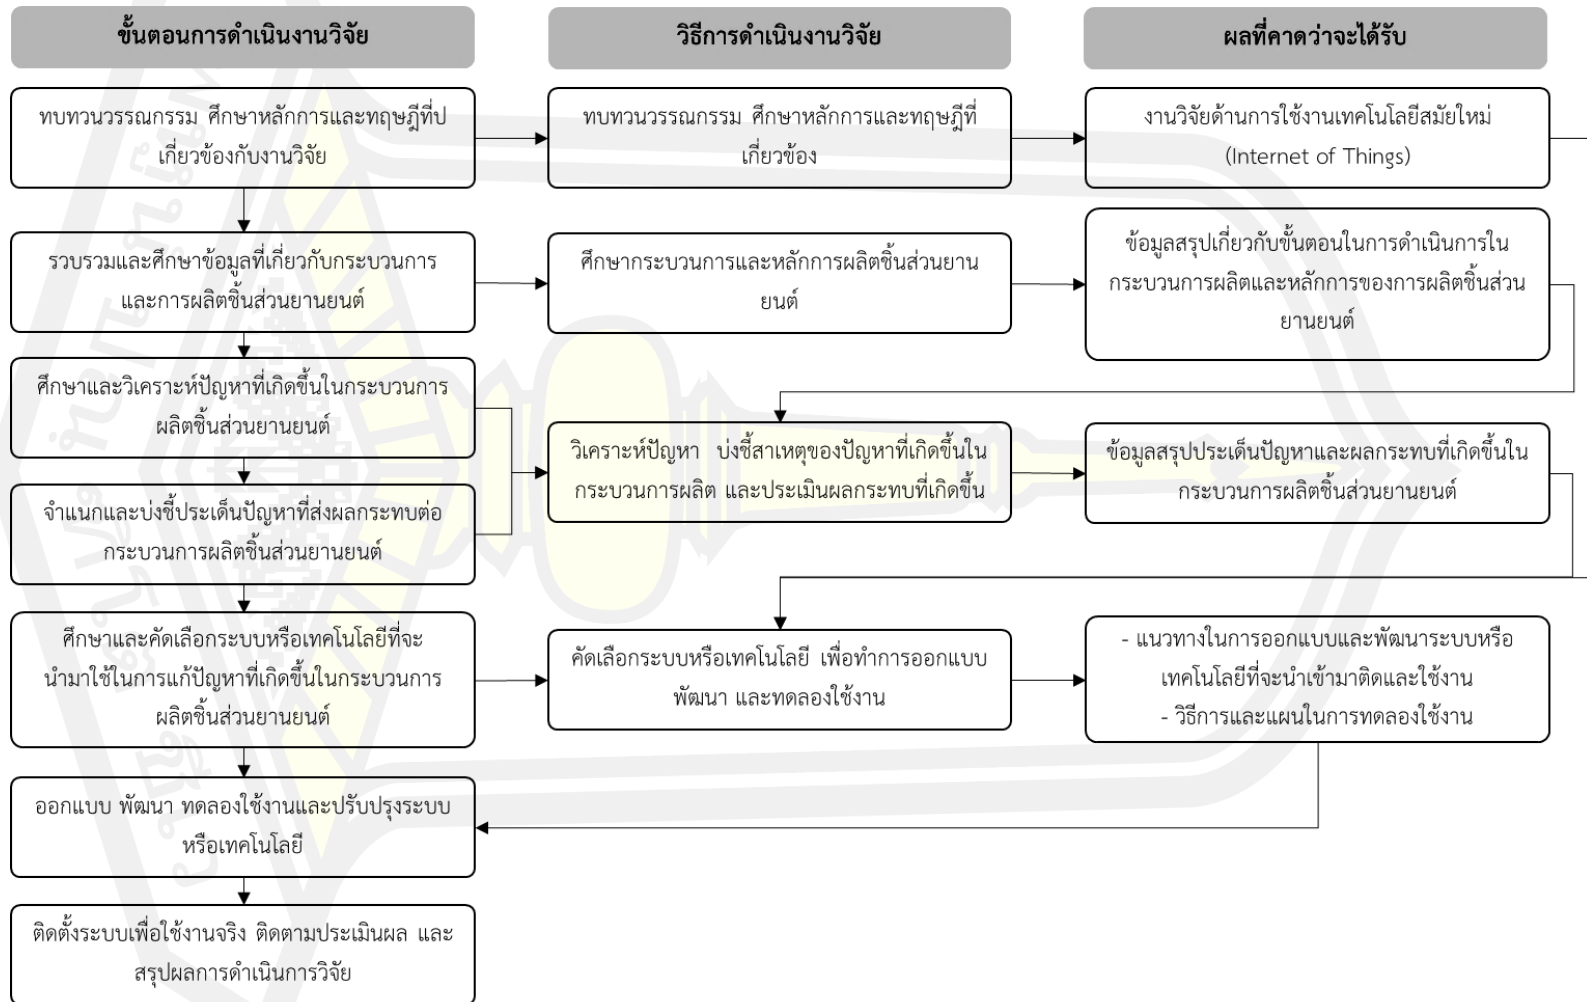 ขั้นตอนการดำเนินงานวิจัย
วิธีการดำเนินงานวิจัย
ผลที่คาดว่าจะได้รับ
ทบทวนวรรณกรรม ศึกษาหลักการและทฤษฎีที่ป
เกี่ยวข้องกับงานวิจัย
ทบทวนวรรณกรรม ศึกษาหลักการและทฤษฎีที่
เกี่ยวข้อง
งานวิจัยด้านการใช้งานเทคโนโลยีสมัยใหม่
(Internet of Things)
รวบรวมและศึกษาข้อมูลที่เกี่ยวกับกระบวนการ
และการผลิตชิ้นส่วนยานยนต์
ศึกษากระบวนการและหลักการผลิตชิ้นส่วนยาน
ยนต์
ข้อมูลสรุปเกี่ยวกับขั้นตอนในการดำเนินการใน
กระบวนการผลิตและหลักการของการผลิตชิ้นส่วน
ยานยนต์
ศึกษาและวิเคราะห์ปัญหาที่เกิดขึ้นในกระบวนการ
ผลิตชิ้นส่วนยานยนต์
จำแนกและบ่งชี้ประเด็นปัญหาที่ส่งผลกระทบต่อ
กระบวนการผลิตชิ้นส่วนยานยนต์
วิเคราะห์ปัญหา บ่งชี้สาเหตุของปัญหาที่เกิดขึ้นใน
กระบวนการผลิต และประเมินผลกระทบที่เกิดขึ้น
ข้อมูลสรุปประเด็นปัญหาและผลกระทบที่เกิดขึ้นใน
กระบวนการผลิตชิ้นส่วนยานยนต์
ศึกษาและคัดเลือกระบบหรือเทคโนโลยีที่จะ
นำมาใช้ในการแก้ปัญหาที่เกิดขึ้นในกระบวนการ
ผลิตชิ้นส่วนยานยนต์
คัดเลือกระบบหรือเทคโนโลยี เพื่อทำการออกแบบ
พัฒนา และทดลองใช้งาน
- แนวทางในการออกแบบและพัฒนาระบบหรือ
เทคโนโลยีที่จะนำเข้ามาติดและใช้งาน
- วิธีการและแผนในการทดลองใช้งาน
ออกแบบ พัฒนา ทดลองใช้งานและปรับปรุงระบบ
หรือเทคโนโลยี
ติดตั้งระบบเพื่อใช้งานจริง ติดตามประเมินผล และ
สรุปผลการดำเนินการวิจัย